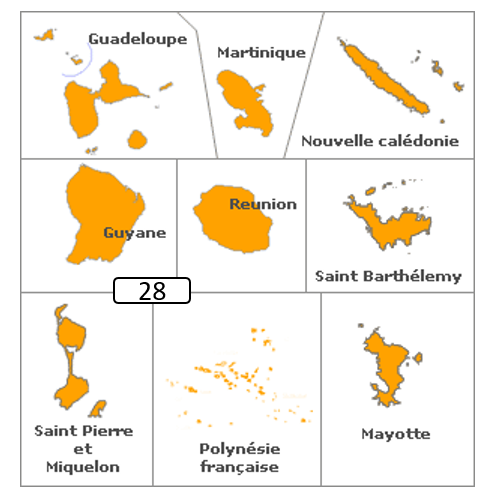 Guadeloupe
Martinique
Nouvelle calédonie
Guyane
Reunion
Saint Barthélemy
28
Saint Pierre
et
Miquelon
Polynésie
française
Mayotte